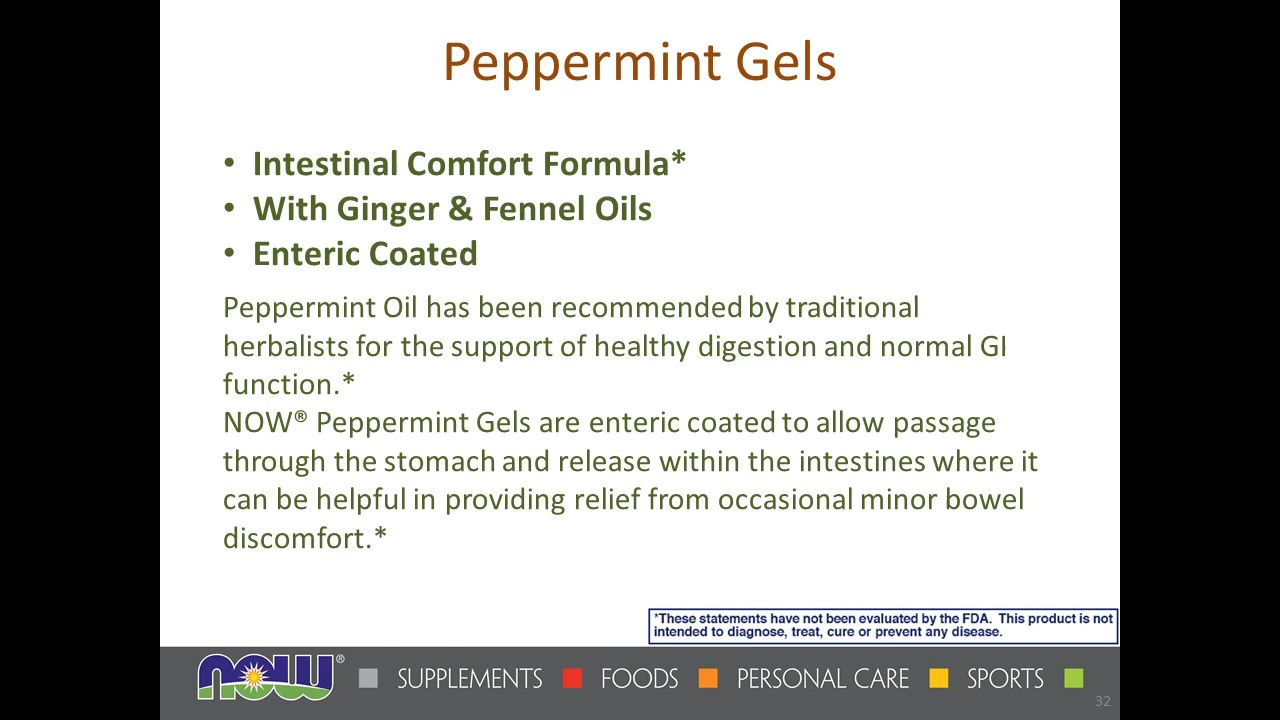 Peppermint Gels
• Intestinal Comfort Formula*
• With Ginger & Fennel Oils
• Enteric Coated
Peppermint Oil has been recommended by traditional
herbalists for the support of healthy digestion and normal GI
function.*
NOW® Peppermint Gels are enteric coated to allow passage
through the stomach and release within the intestines where it
can be helpful in providing relief from occasional minor bowel
discomfort.*
*These statements have not been evaluated by the FDA. This product is not
intended to diagnose, treat, cure or prevent any disease.
now® SUPPLEMENTS FOODS PERSONAL CARE SPORTS
32